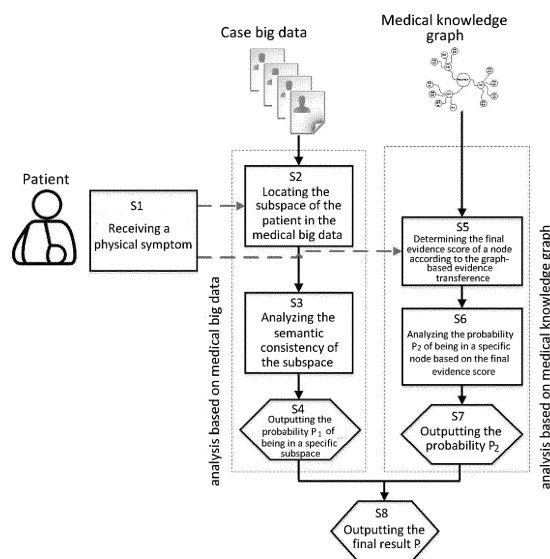 Case big data
Medical knowledge
graph
Patient
S1
Receiving a
physical symptom
S2
Locating the
subspace of the
patient in the
medical big data
S3
Analyzing the
semantic
consistency of
the subspace
S4
Outputting the
probability P1 of
being in a specific
subspace
analysis based on medical big data
S5
Determining the final
evidence score of a node
according to the graph-
based evidence
transference
S6
Analyzing the probability
P2 of being in a specific
node based on the final
evidence score
S7
Outputting the
probability P2
analysis based on medical knowledge graph
S8
Outputting the
final result P